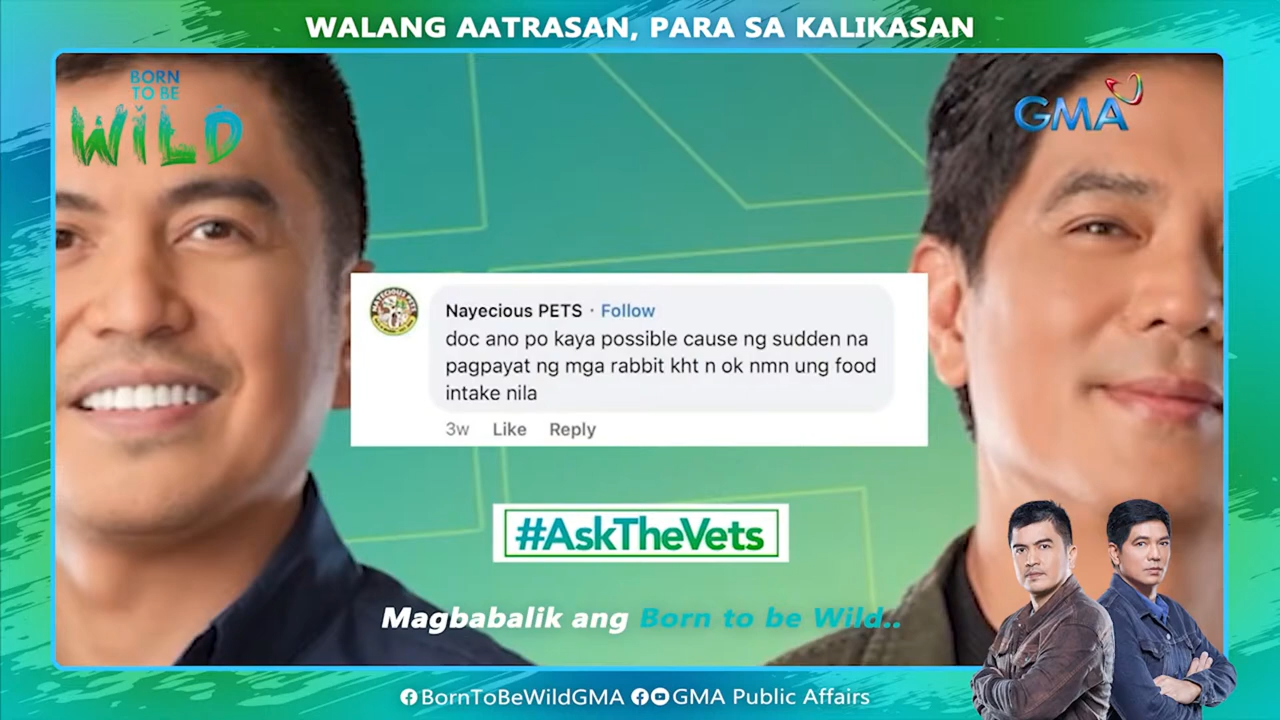 WALANG AATRASAN, PARA SA KALIKASAN
BORN
TO BE
WILD
GMA
Nayecious PETS · Follow
doc ano po kaya possible cause ng sudden na
pagpayat ng mga rabbit kht n ok nmn ung food
intake nila
3w Like Reply
#AskTheVets
Magbabalik ang Born to be Wild..
BornToBeWildGMA GMA Public Affairs